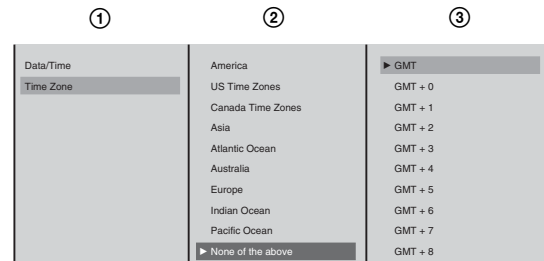 ①
②
③
Data/Time
Time Zone
America
US Time Zones
Canada Time Zones
Asia
Atlantic Ocean
Australia
Europe
Indian Ocean
Pacific Ocean
▶ None of the above
▶ GMT
GMT + 0
GMT + 1
GMT + 2
GMT + 3
GMT + 4
GMT + 5
GMT + 6
GMT + 7
GMT + 8